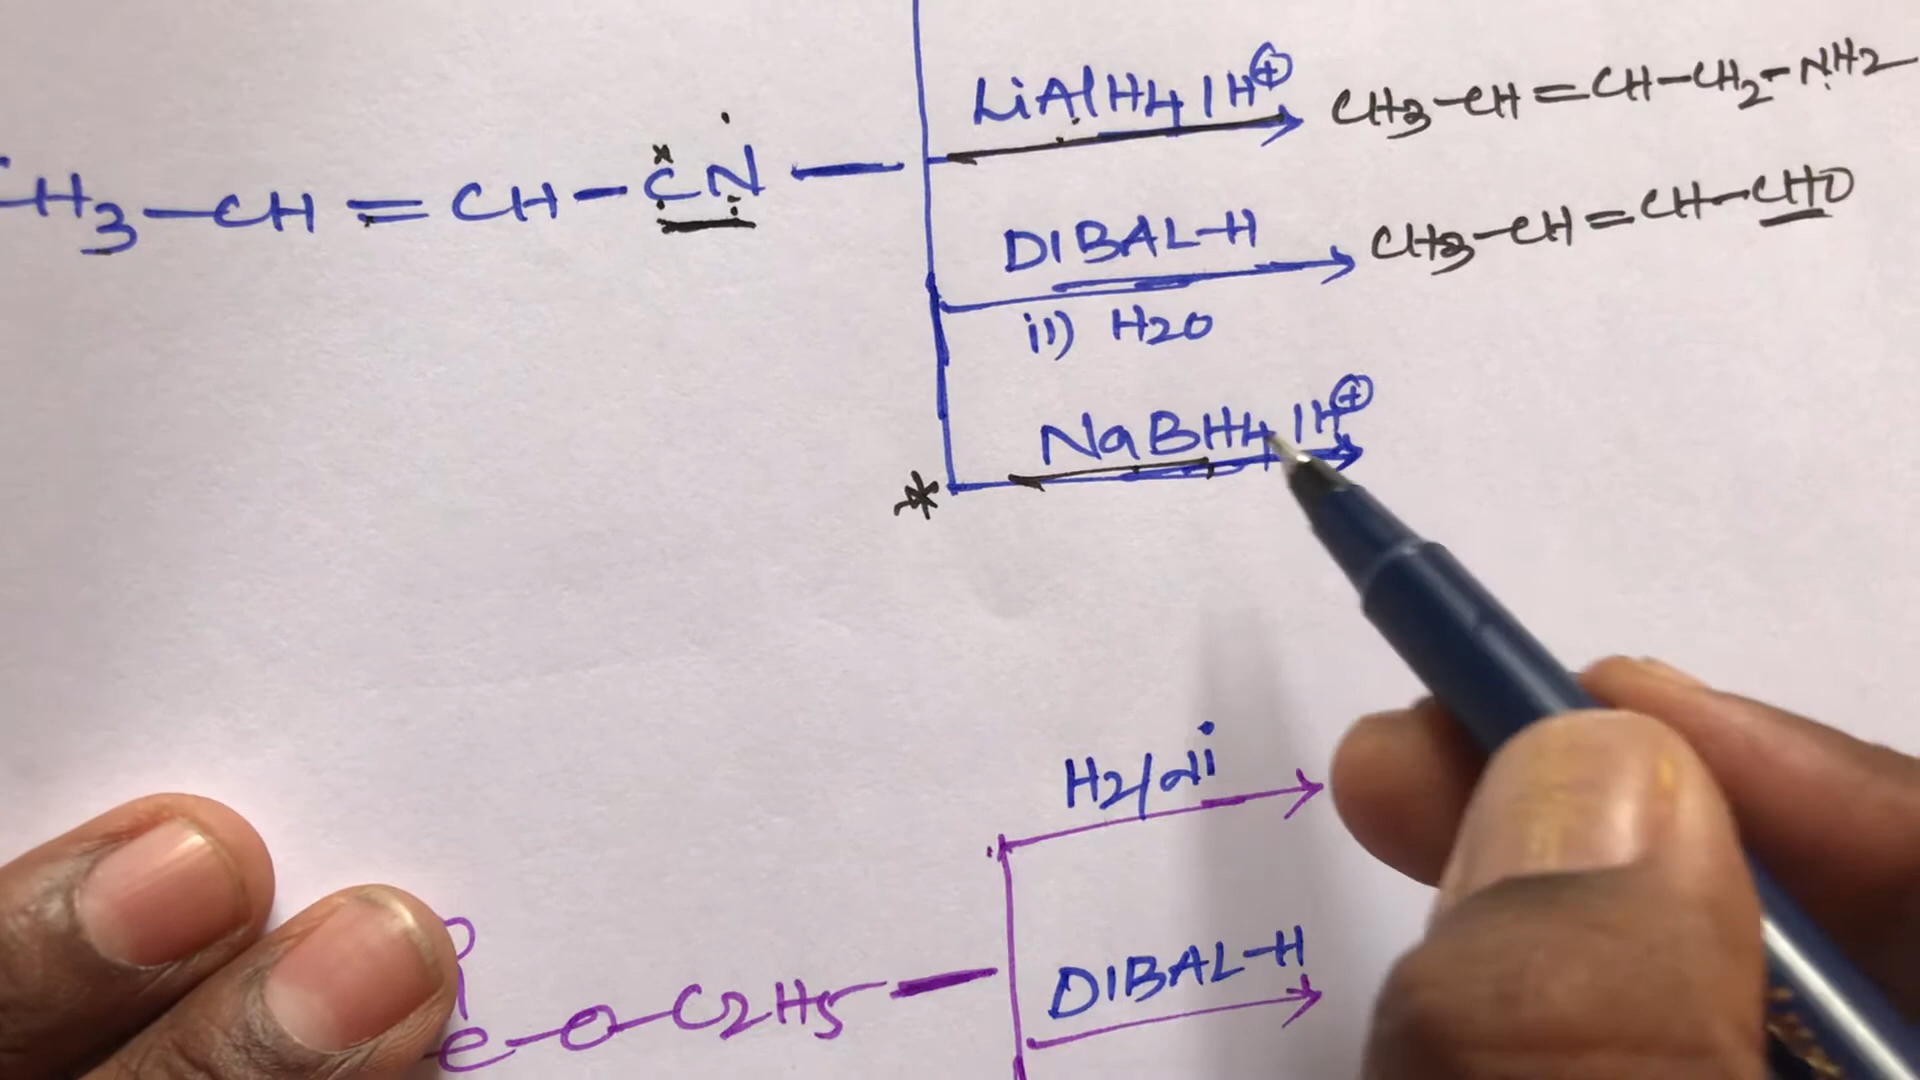 LiAlH4 / H⊕
CH3-CH=CH-CH2-NH2
CH3-CH=CH-CN
DIBAL-H
CH3-CH=CH-CHO
ii) H2O
NaBH4 / H⊕
*
H2/Ni
DIBAL-H
C-O-C2H5